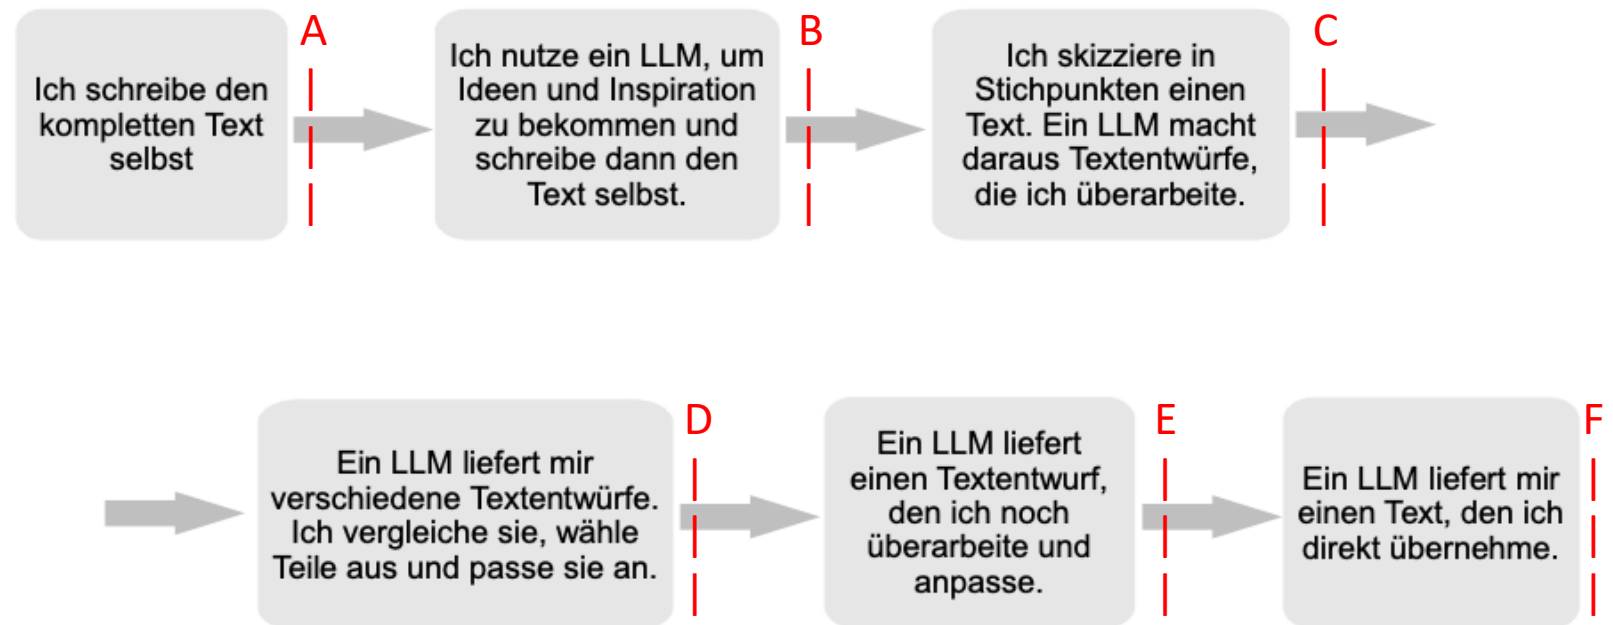 Ich schreibe den
kompletten Text
selbst
A
Ich nutze ein LLM, um
Ideen und Inspiration
zu bekommen und
schreibe dann den
Text selbst.
B
Ich skizziere in
Stichpunkten einen
Text. Ein LLM macht
daraus Textentwürfe,
die ich überarbeite.
C
Ein LLM liefert mir
verschiedene Textentwürfe.
Ich vergleiche sie, wähle
Teile aus und passe sie an.
D
Ein LLM liefert
einen Textentwurf,
den ich noch
überarbeite und
anpasse.
E
Ein LLM liefert mir
einen Text, den ich
direkt übernehme.
F